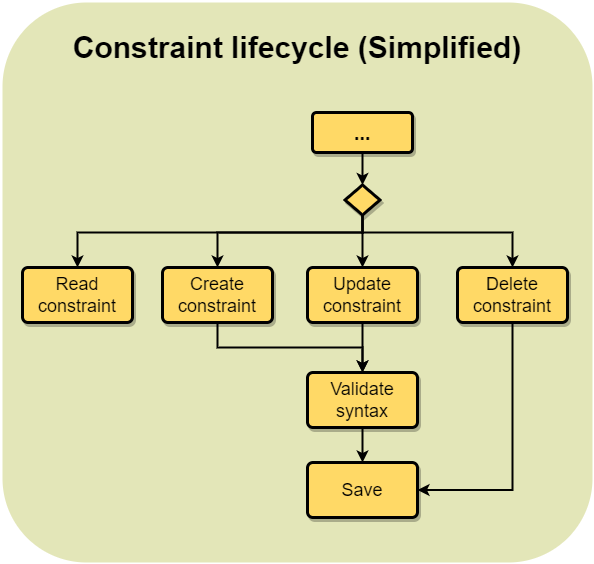 Constraint lifecycle (Simplified)
...
Read
constraint
Create
constraint
Update
constraint
Delete
constraint
Validate
syntax
Save